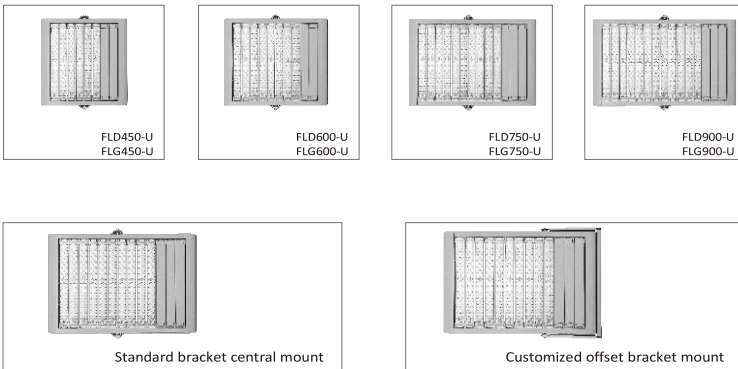 FLD450-U
FLG450-U
FLD600-U
FLG600-U
FLD750-U
FLG750-U
FLD900-U
FLG900-U
Standard bracket central mount
Customized offset bracket mount